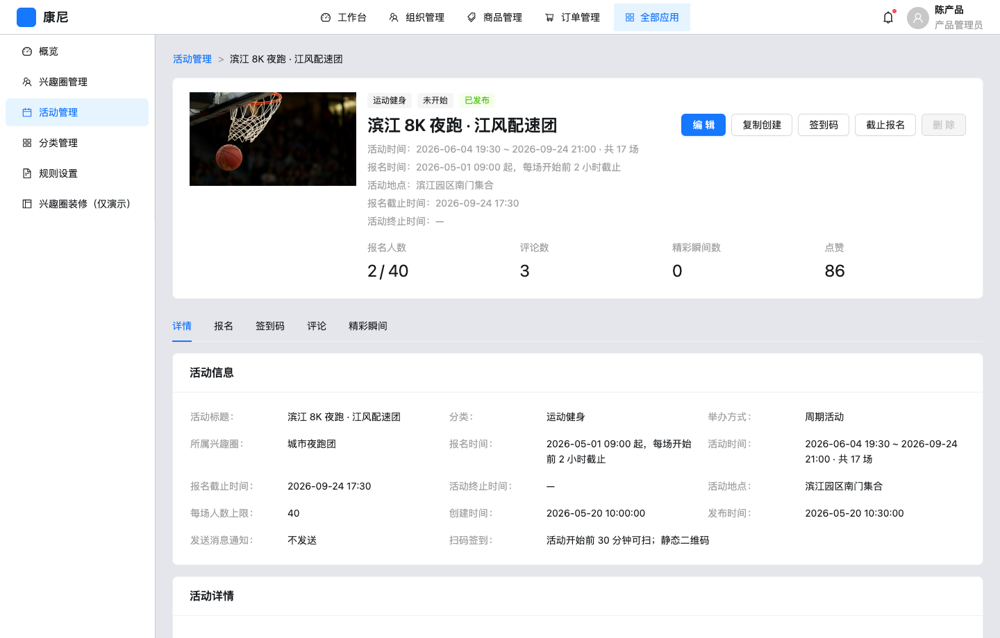 康尼
工作台
组织管理
商品管理
订单管理
全部应用
陈产品
产品管理员
概览
兴趣圈管理
活动管理
分类管理
规则设置
兴趣圈装修（仅演示）
活动管理 > 滨江 8K 夜跑 · 江风配速团
运动健身 未开始 已发布
滨江 8K 夜跑 · 江风配速团
编 辑 复制创建 签到码 截止报名 删 除
活动时间：2026-06-04 19:30 ~ 2026-09-24 21:00 · 共 17 场
报名时间：2026-05-01 09:00 起，每场开始前 2 小时截止
活动地点：滨江园区南门集合
报名截止时间：2026-09-24 17:30
活动终止时间：—
报名人数 评论数 精彩瞬间数 点赞
2 / 40 3 0 86
详情 报名 签到码 评论 精彩瞬间
活动信息
活动标题： 滨江 8K 夜跑 · 江风配速团 分类： 运动健身 举办方式： 周期活动
所属兴趣圈： 城市夜跑团 报名时间： 2026-05-01 09:00 起，每场开始 活动时间： 2026-06-04 19:30 ~ 2026-09-24
前 2 小时截止 21:00 · 共 17 场
报名截止时间： 2026-09-24 17:30 活动终止时间： — 活动地点： 滨江园区南门集合
每场人数上限： 40 创建时间： 2026-05-20 10:00:00 发布时间： 2026-05-20 10:30:00
发送消息通知： 不发送 扫码签到： 活动开始前 30 分钟可扫；静态二维码
活动详情